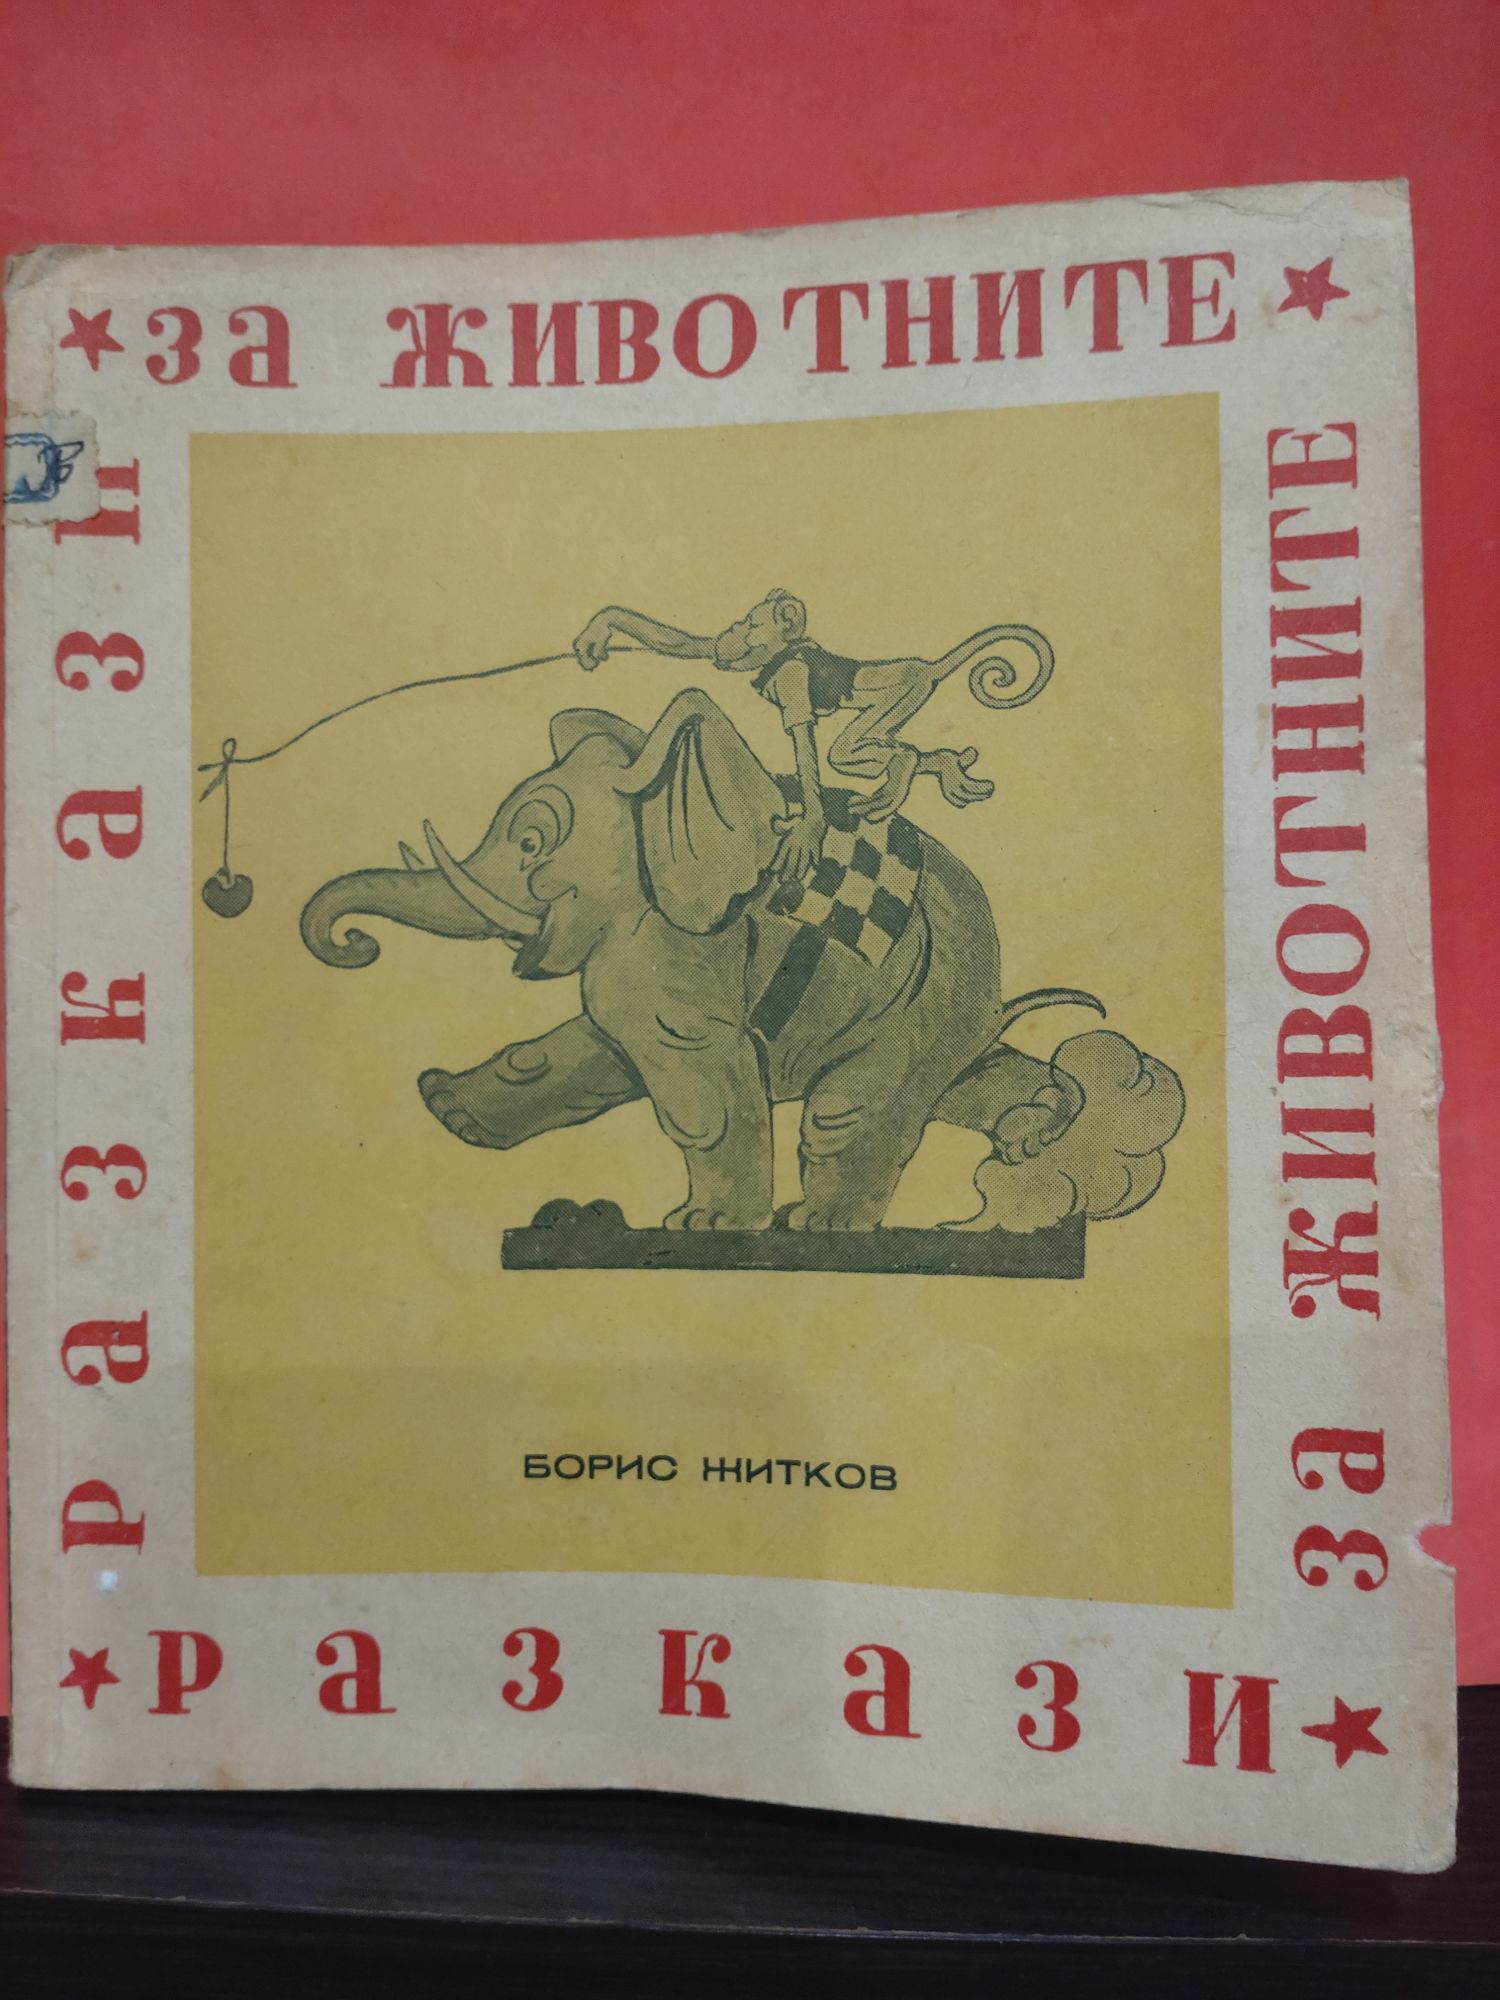 ★ ЗА ЖИВОТНИТЕ ★
РАЗКАЗИ
ЗА ЖИВОТНИТЕ
БОРИС ЖИТКОВ
★ РАЗКАЗИ ★